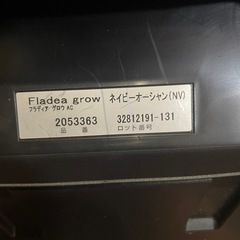 Fladea grow ネイビーオーシャン(NV)
フラディア グロウ AC
2053363 32812191-131
品番 ロット番号